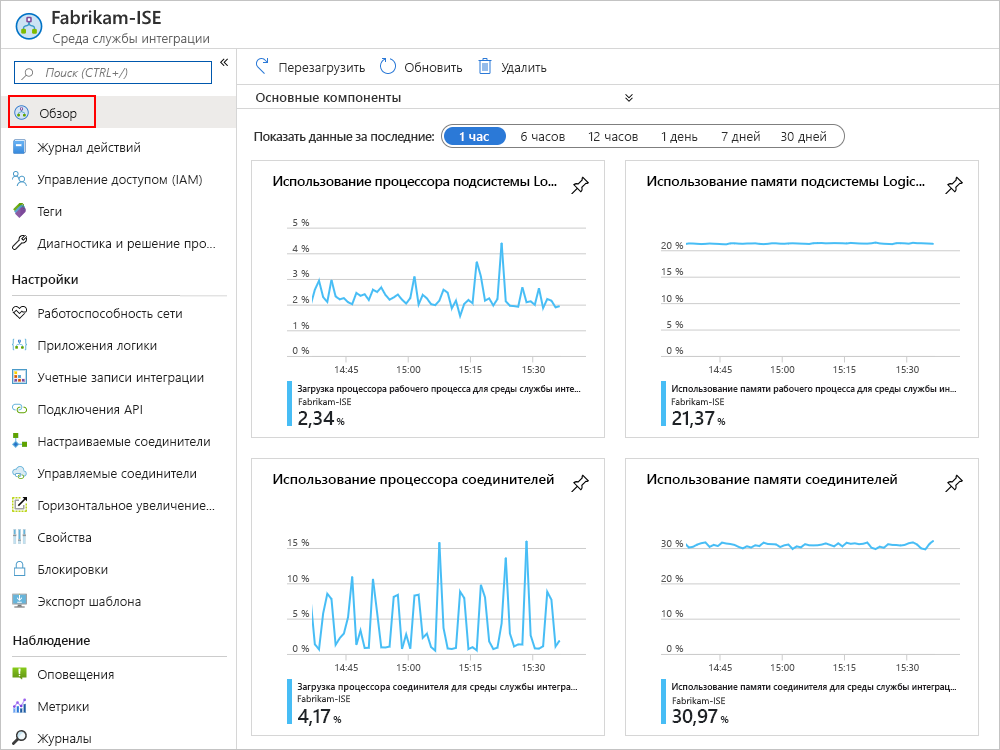 Fabrikam-ISE
Среда службы интеграции
Поиск (CTRL+/)
«
Обзор
Журнал действий
Управление доступом (IAM)
Теги
Диагностика и решение про...
Настройки
Работоспособность сети
Приложения логики
Учетные записи интеграции
Подключения API
Настраиваемые соединители
Управляемые соединители
Горизонтальное увеличение...
Свойства
Блокировки
Экспорт шаблона
Наблюдение
Оповещения
Метрики
Журналы
Перезагрузить Обновить Удалить
Основные компоненты
Показать данные за последние: 1 час 6 часов 12 часов 1 день 7 дней 30 дней
Использование процессора подсистемы Lo...
5 %
4 %
3 %
2 %
1 %
0 %
14:45 15:00 15:15 15:30
Загрузка процессора рабочего процесса для среды службы инте...
Fabrikam-ISE
2,34 %
Использование памяти подсистемы Logic...
20 %
15 %
10 %
5 %
0 %
14:45 15:00 15:15 15:30
Использование памяти рабочего процесса для среды службы ин...
Fabrikam-ISE
21,37 %
Использование процессора соединителей
15 %
10 %
5 %
0 %
14:45 15:00 15:15 15:30
Загрузка процессора соединителя для среды службы интегра...
Fabrikam-ISE
4,17 %
Использование памяти соединителей
30 %
20 %
10 %
0 %
14:45 15:00 15:15 15:30
Использование памяти соединителя для среды службы интеграц...
Fabrikam-ISE
30,97 %